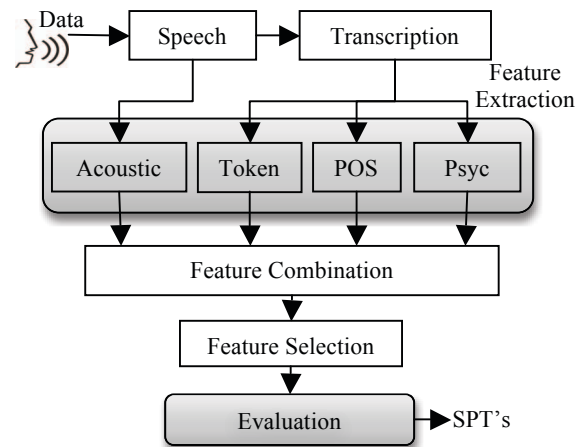 Data
Speech
Transcription
Feature
Extraction
Acoustic
Token
POS
Psyc
Feature Combination
Feature Selection
Evaluation
SPT's